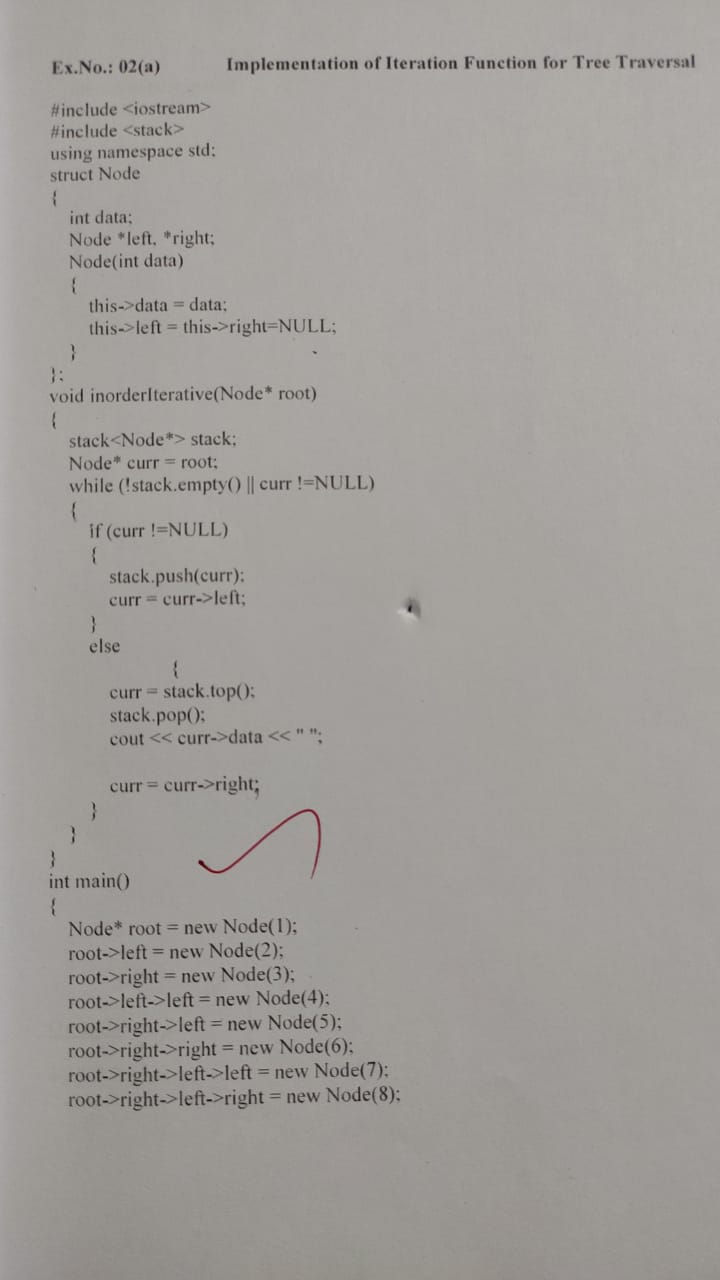 Ex.No.: 02(a) Implementation of Iteration Function for Tree Traversal
#include <iostream>
#include <stack>
using namespace std;
struct Node
{
int data;
Node *left, *right;
Node(int data)
{
this->data = data;
this->left = this->right=NULL;
}
};
void inorderIterative(Node* root)
{
stack<Node*> stack;
Node* curr = root;
while (!stack.empty() || curr !=NULL)
{
if (curr !=NULL)
{
stack.push(curr);
curr = curr->left;
}
else
{
curr = stack.top();
stack.pop();
cout << curr->data << " ";
curr = curr->right;
}
}
}
int main()
{
Node* root = new Node(1);
root->left = new Node(2);
root->right = new Node(3);
root->left->left = new Node(4);
root->right->left = new Node(5);
root->right->right = new Node(6);
root->right->left->left = new Node(7);
root->right->left->right = new Node(8);